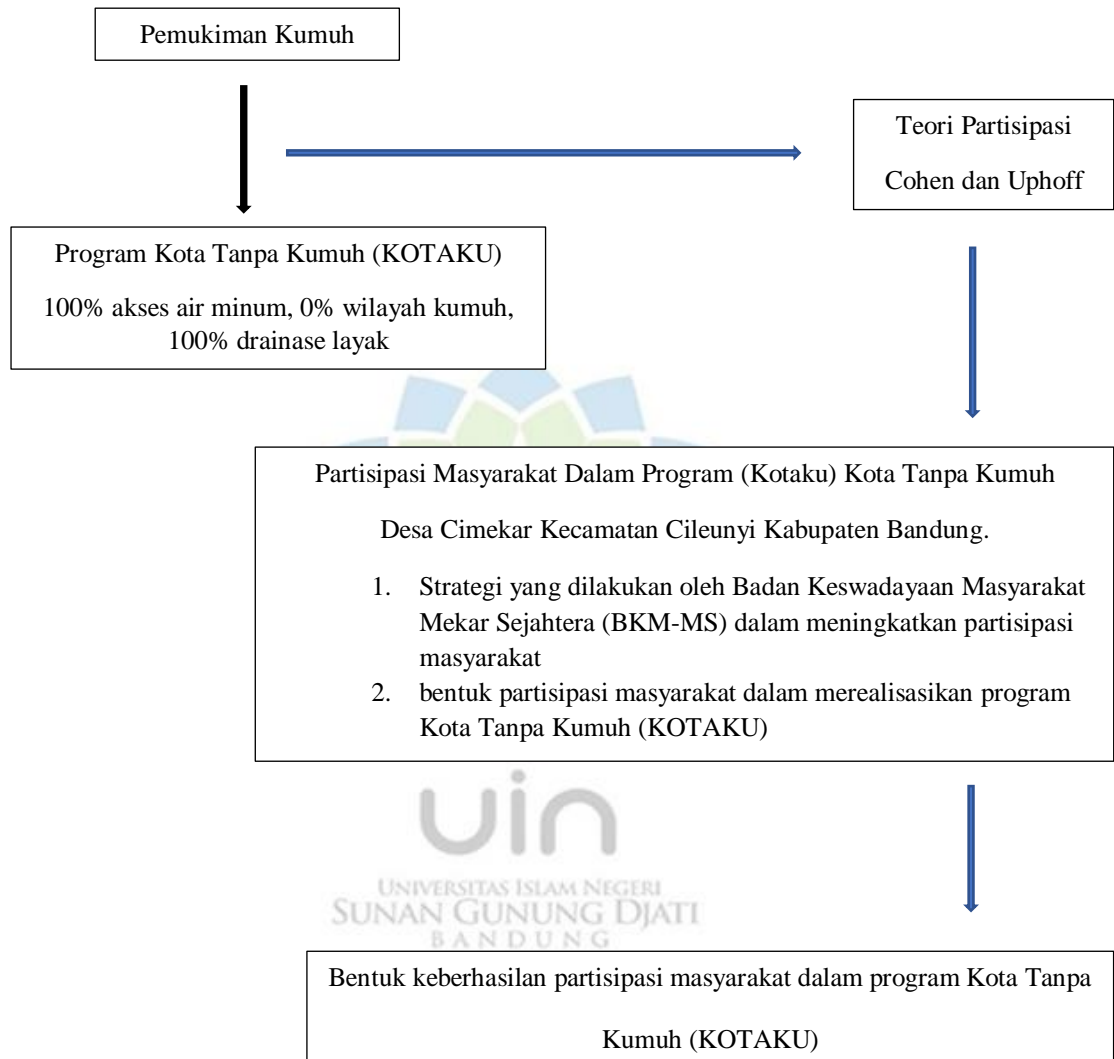 Pemukiman Kumuh
Teori Partisipasi
Cohen dan Uphoff
Program Kota Tanpa Kumuh (KOTAKU)
100% akses air minum, 0% wilayah kumuh,
100% drainase layak
Partisipasi Masyarakat Dalam Program (Kotaku) Kota Tanpa Kumuh
Desa Cimekar Kecamatan Cileunyi Kabupaten Bandung.
1. Strategi yang dilakukan oleh Badan Keswadayaan Masyarakat
Mekar Sejahtera (BKM-MS) dalam meningkatkan partisipasi
masyarakat
2. bentuk partisipasi masyarakat dalam merealisasikan program
Kota Tanpa Kumuh (KOTAKU)
uin
UNIVERSITAS ISLAM NEGERI
SUNAN GUNUNG DJATI
BANDUNG
Bentuk keberhasilan partisipasi masyarakat dalam program Kota Tanpa
Kumuh (KOTAKU)